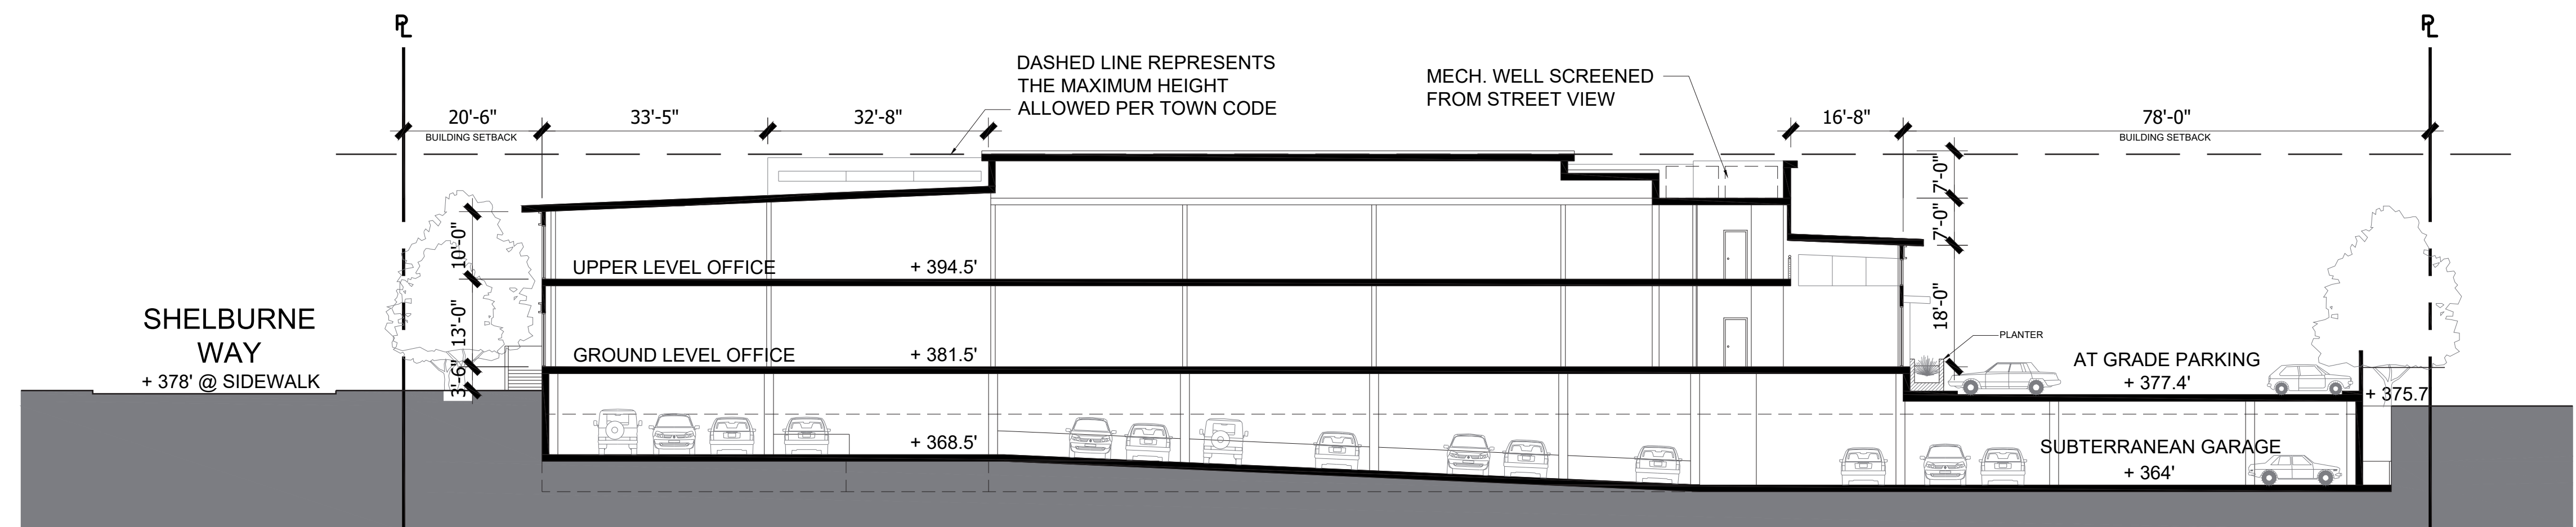 PL
PL
DASHED LINE REPRESENTS
THE MAXIMUM HEIGHT
ALLOWED PER TOWN CODE
MECH. WELL SCREENED
FROM STREET VIEW
20'-6"
BUILDING SETBACK
33'-5"
32'-8"
16'-8"
78'-0"
BUILDING SETBACK
7'-0"
7'-0"
18'-0"
10'-0"
13'-0"
3'-6"
UPPER LEVEL OFFICE
+ 394.5'
SHELBURNE
WAY
+ 378' @ SIDEWALK
GROUND LEVEL OFFICE
+ 381.5'
PLANTER
AT GRADE PARKING
+ 377.4'
+ 375.7
+ 368.5'
SUBTERRANEAN GARAGE
+ 364'